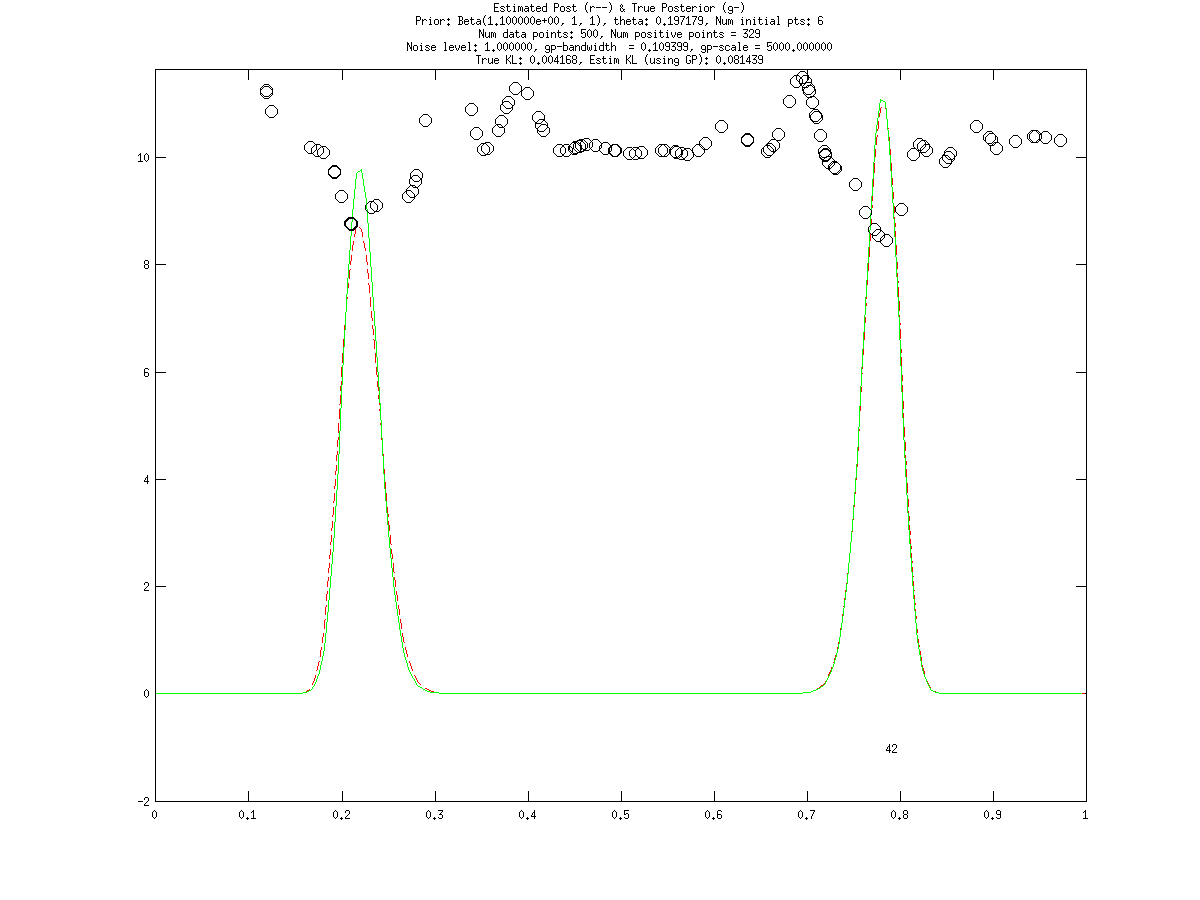 Estimated Post (r--) & True Posterior (g-)
Prior: Beta(1.100000e+00, 1, 1), theta: 0.197179, Num initial pts: 6
Num data points: 500, Num positive points = 329
Noise level: 1.000000, gp-bandwidth  = 0.109399, gp-scale = 5000.000000
True KL: 0.004168, Estim KL (using GP): 0.081439
10
8
6
4
2
0
42
-2
0 0.1 0.2 0.3 0.4 0.5 0.6 0.7 0.8 0.9 1